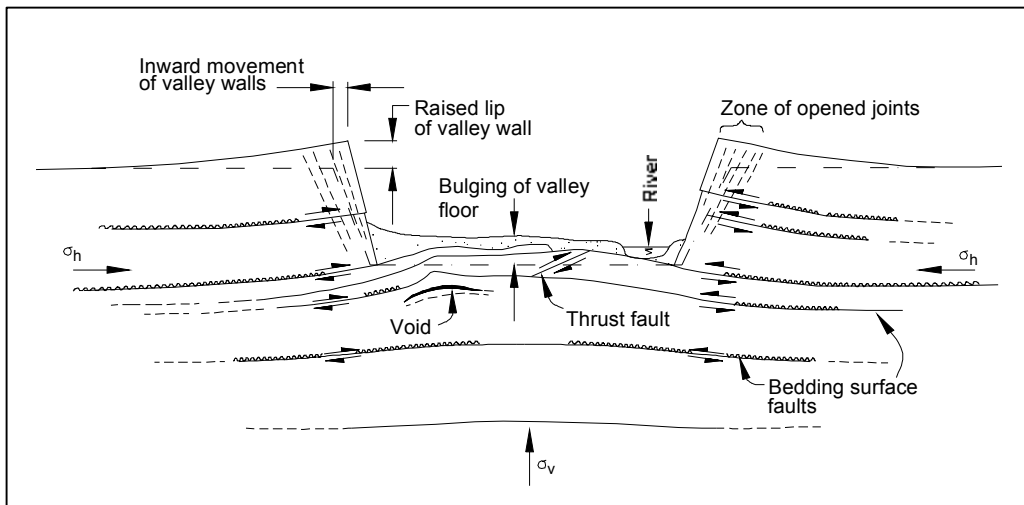 Inward movement
of valley walls
Raised lip
of valley wall
Zone of opened joints
Bulging of valley
floor
River
σh
σh
Void
Thrust fault
Bedding surface
faults
σv